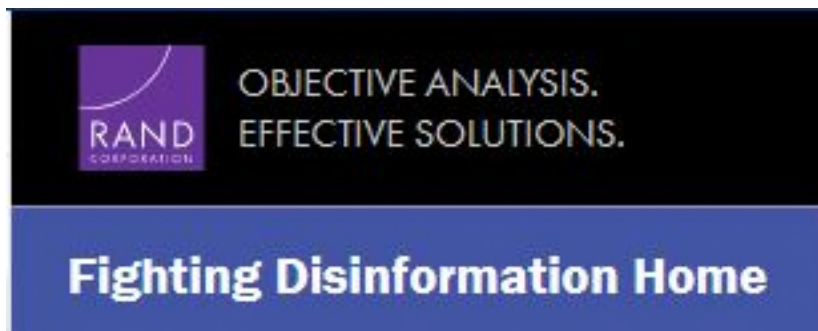 RAND
CORPORATION
OBJECTIVE ANALYSIS.
EFFECTIVE SOLUTIONS.
Fighting Disinformation Home